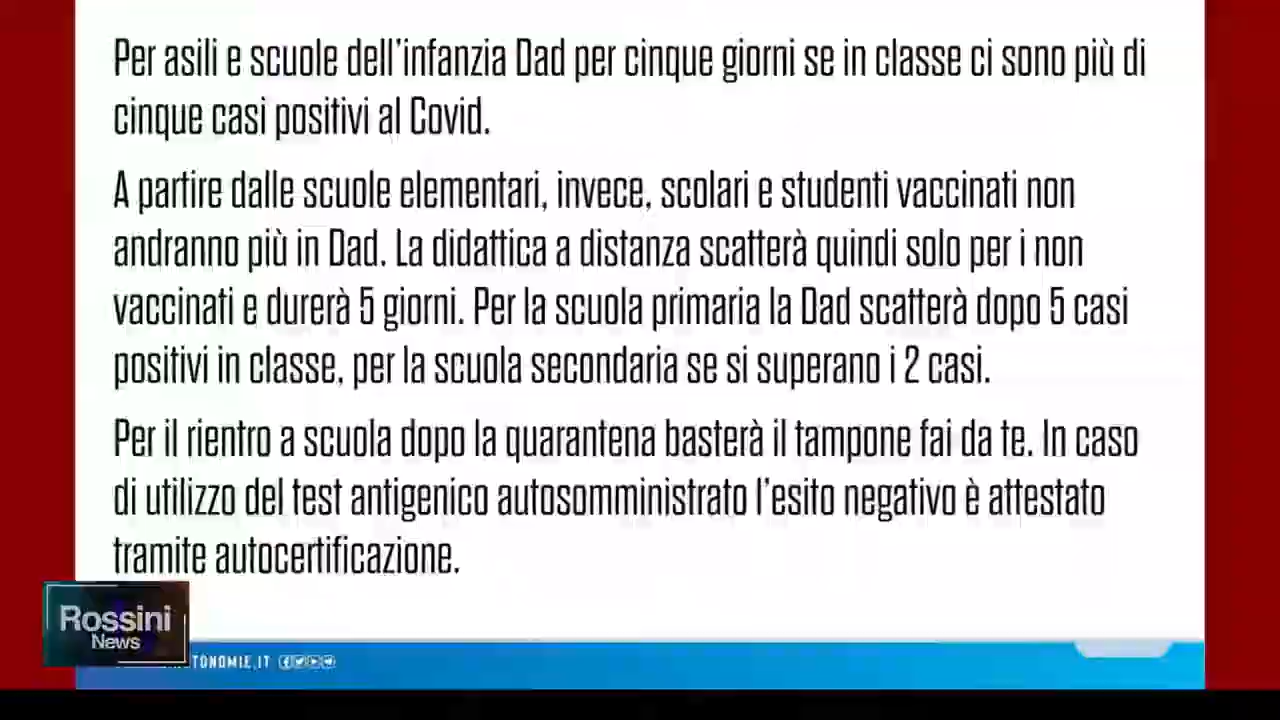 Per asili e scuole dell'infanzia Dad per cinque giorni se in classe ci sono più di
cinque casi positivi al Covid.
A partire dalle scuole elementari, invece, scolari e studenti vaccinati non
andranno più in Dad. La didattica a distanza scatterà quindi solo per i non
vaccinati e durerà 5 giorni. Per la scuola primaria la Dad scatterà dopo 5 casi
positivi in classe, per la scuola secondaria se si superano i 2 casi.
Per il rientro a scuola dopo la quarantena basterà il tampone fai da te. In caso
di utilizzo del test antigenico autosomministrato l'esito negativo è attestato
tramite autocertificazione.
Rossini
News
TONOMIE.IT